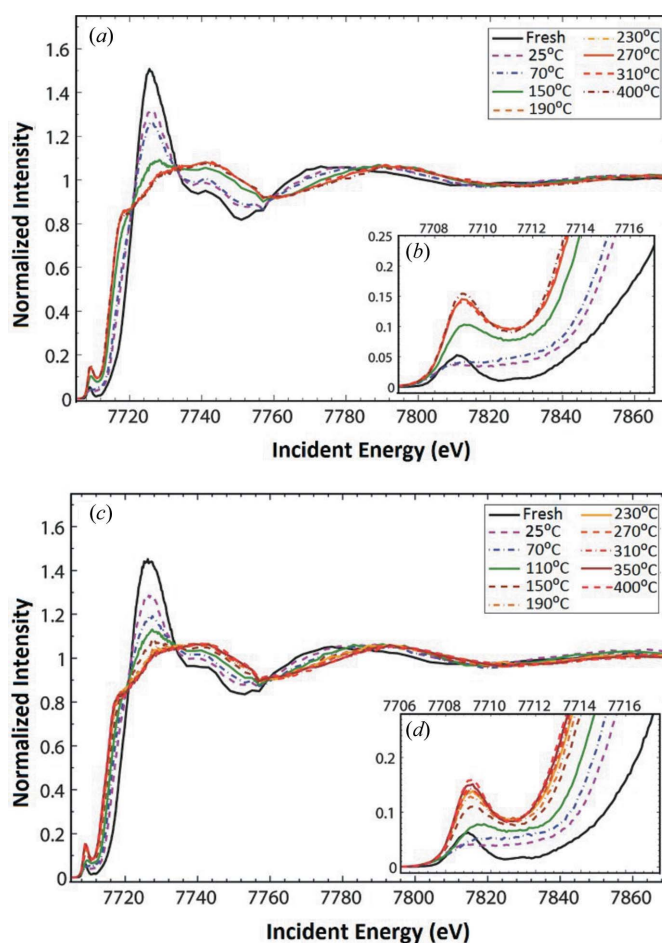 (a)
Fresh
25°C
70°C
150°C
190°C
230°C
270°C
310°C
400°C
1.6
1.4
1.2
1.0
0.8
0.6
0.4
0.2
0
Normalized Intensity
7708 7710 7712 7714 7716
(b)
0.25
0.2
0.15
0.1
0.05
0
7720 7740 7760 7780 7800 7820 7840 7860
Incident Energy (eV)
(c)
Fresh
25°C
70°C
110°C
150°C
190°C
230°C
270°C
310°C
350°C
400°C
1.6
1.4
1.2
1
0.8
0.6
0.4
0.2
0
Normalized Intensity
7706 7708 7710 7712 7714 7716
(d)
0.2
0.1
0
7720 7740 7760 7780 7800 7820 7840 7860
Incident Energy (eV)